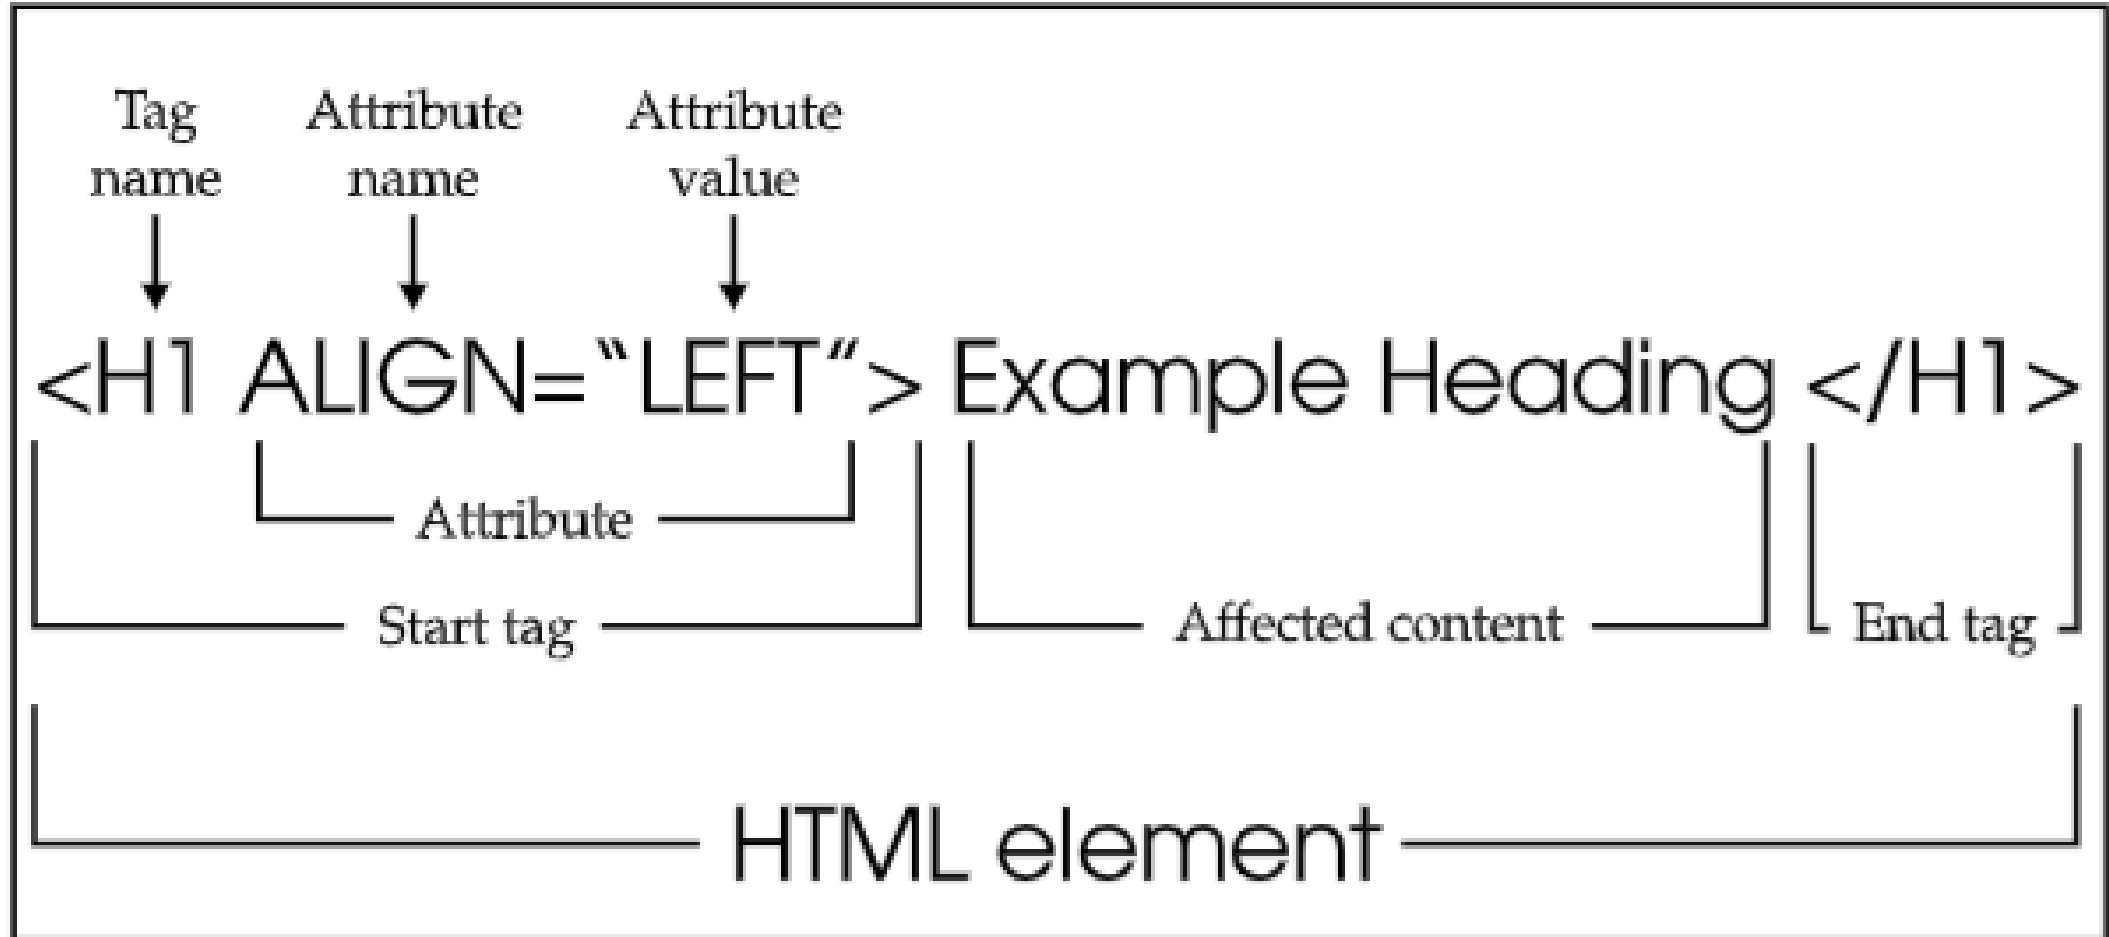 Tag Attribute Attribute
name name value
<H1 ALIGN=“LEFT”> Example Heading </H1>
Attribute
Start tag Affected content End tag
HTML element